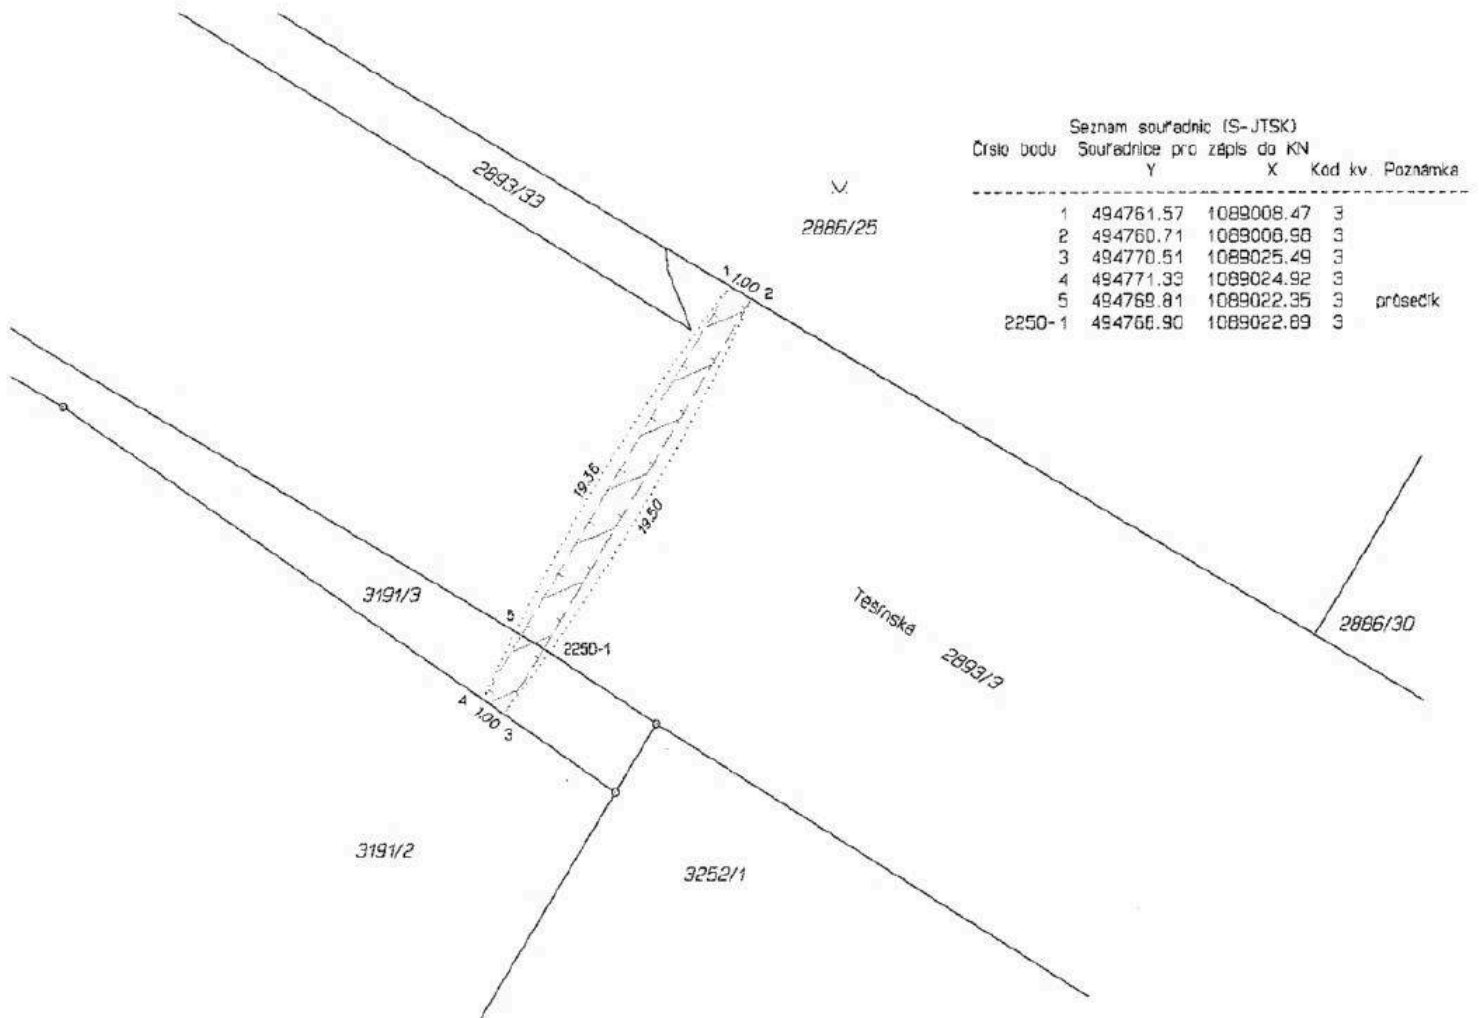 Seznam souřadnic (S-JTSK)
Číslo bodu Souřadnice pro zápis do KN
Y X Kód kv. Poznámka
1 494761.57 1089008.47 3
2 494760.71 1089008.98 3
3 494770.51 1089025.49 3
4 494771.33 1089024.92 3
5 494769.81 1089022.35 3 průsečík
2250-1 494768.90 1089022.89 3
2893/33
2886/25
1 1.00 2
19.36
19.50
3191/3
5
2250-1
Těšínská 2893/3
2886/30
4 1.00 3
3191/2
3252/1